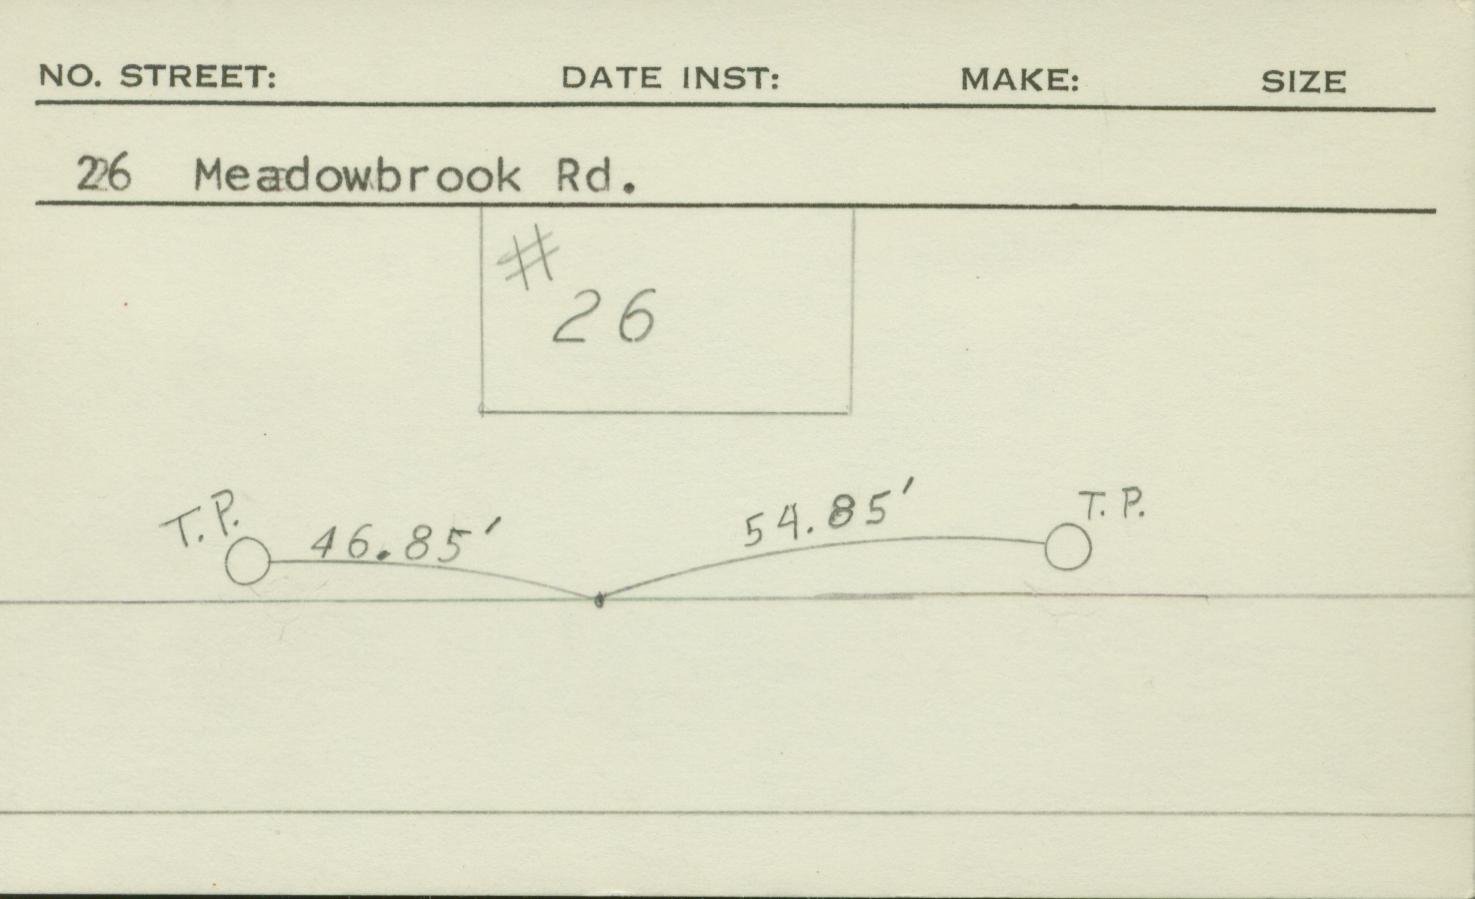 NO. STREET: DATE INST: MAKE: SIZE
26 Meadowbrook Rd.
#
26
T.P. 46.85' 54.85' T.P.